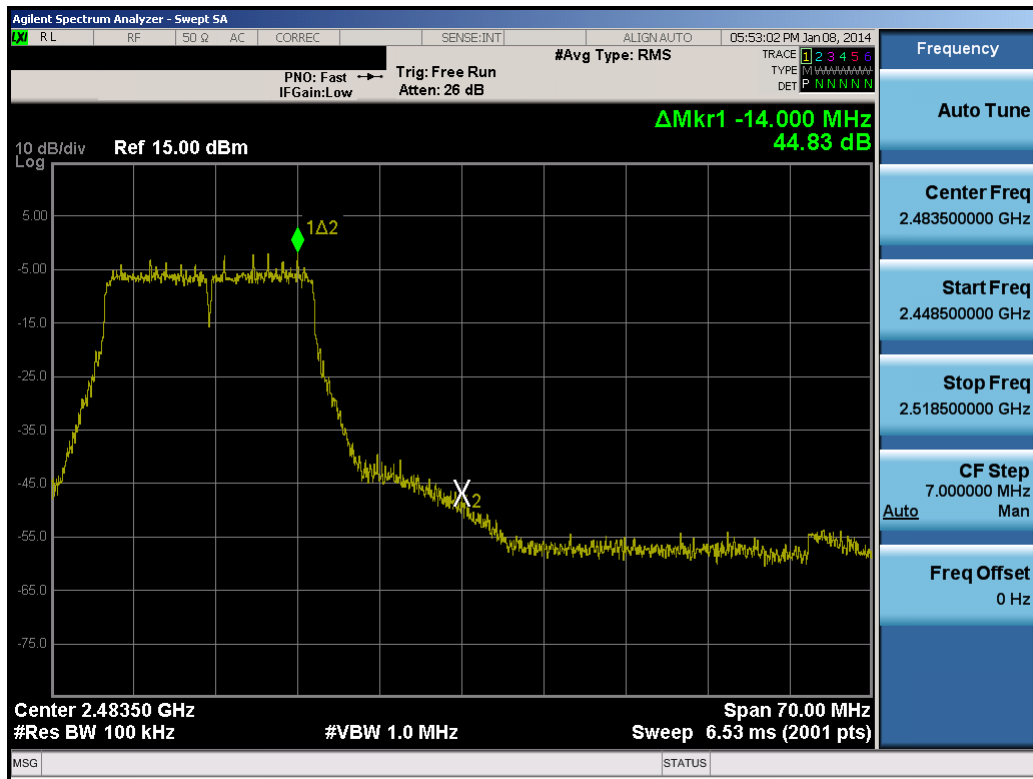 Agilent Spectrum Analyzer - Swept SA
LXI RL RF 50 Ω AC CORREC SENSE:INT ALIGN AUTO 05:53:02 PM Jan 08, 2014
#Avg Type: RMS
TRACE 1 2 3 4 5 6
TYPE M WWWWW
DET P N N N N N
PNO: Fast
IFGain:Low
Trig: Free Run
Atten: 26 dB
ΔMkr1 -14.000 MHz
44.83 dB
10 dB/div Ref 15.00 dBm
Log
5.00
-5.00
-15.0
-25.0
-35.0
-45.0
-55.0
-65.0
-75.0
1Δ2
X2
Center 2.48350 GHz
Span 70.00 MHz
#Res BW 100 kHz
#VBW 1.0 MHz
Sweep 6.53 ms (2001 pts)
MSG
STATUS
Frequency
Auto Tune
Center Freq
2.483500000 GHz
Start Freq
2.448500000 GHz
Stop Freq
2.518500000 GHz
CF Step
7.000000 MHz
Auto Man
Freq Offset
0 Hz